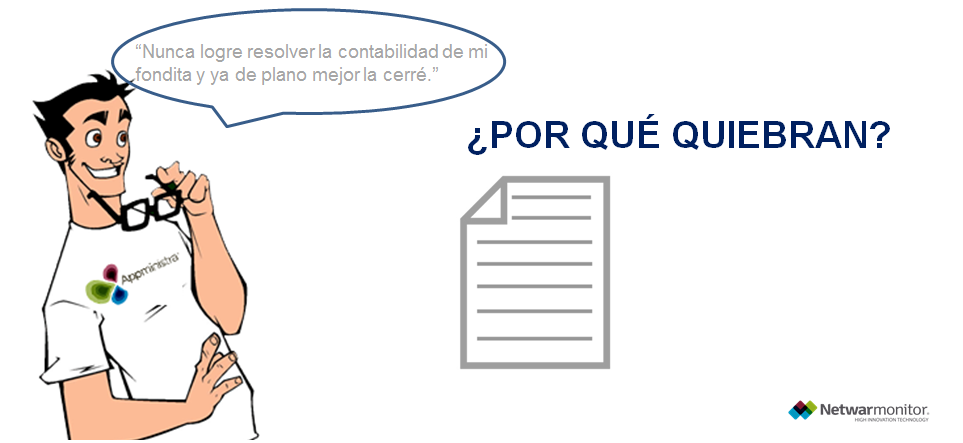 “Nunca logre resolver la contabilidad de mi
fondita y ya de plano mejor la cerré.”
¿POR QUÉ QUIEBRAN?
Appministra
Netwarmonitor
HIGH INNOVATION TECHNOLOGY